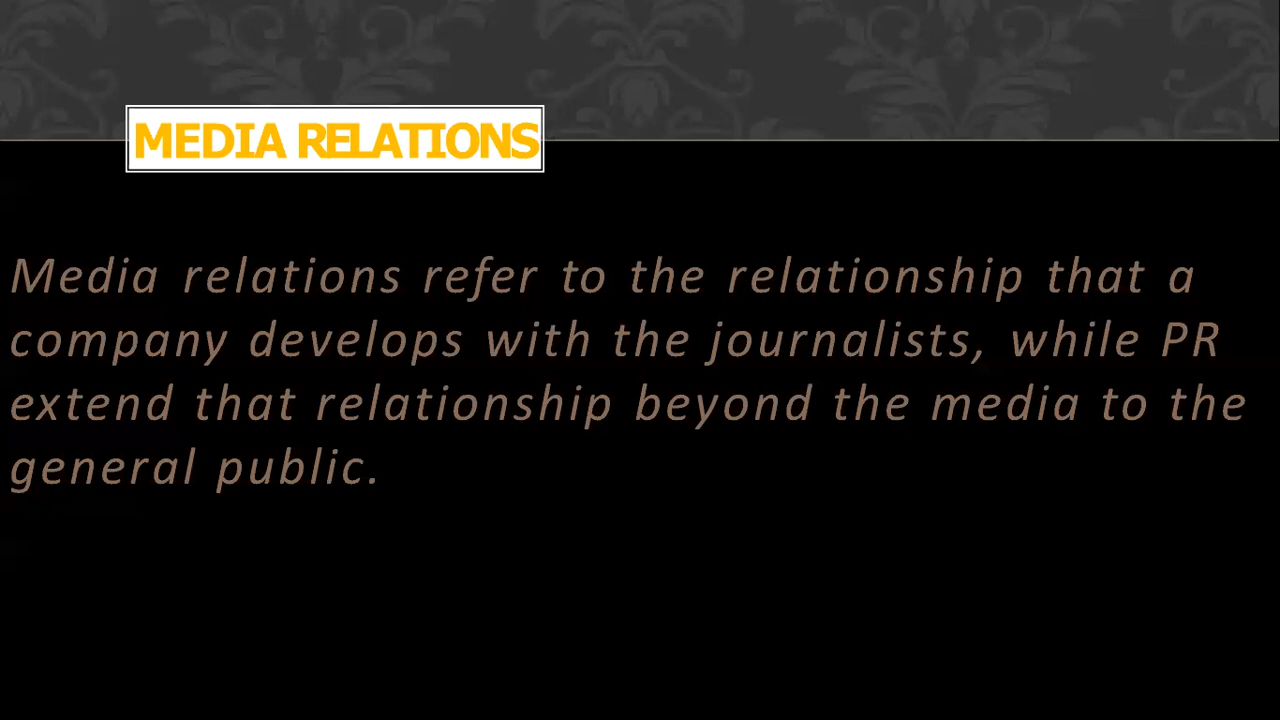 MEDIA RELATIONS
Media relations refer to the relationship that a
company develops with the journalists, while PR
extend that relationship beyond the media to the
general public.